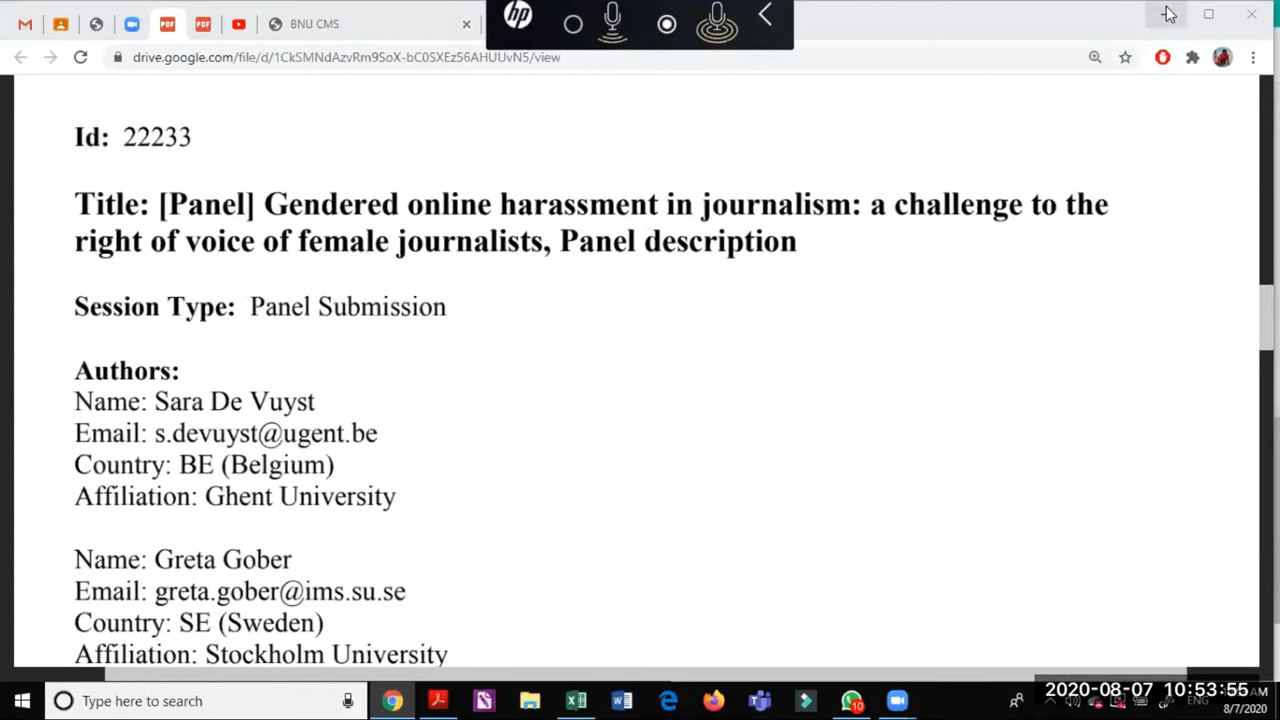 BNU CMS
hp
drive.google.com/file/d/1CkSMNdAzvRm9SoX-bC0SXEz56AHUUvN5/view
Id: 22233
Title: [Panel] Gendered online harassment in journalism: a challenge to the
right of voice of female journalists, Panel description
Session Type: Panel Submission
Authors:
Name: Sara De Vuyst
Email: s.devuyst@ugent.be
Country: BE (Belgium)
Affiliation: Ghent University
Name: Greta Gober
Email: greta.gober@ims.su.se
Country: SE (Sweden)
Affiliation: Stockholm University
Type here to search
10
2020-08-07 10:53:55 AM
ENG
8/7/2020